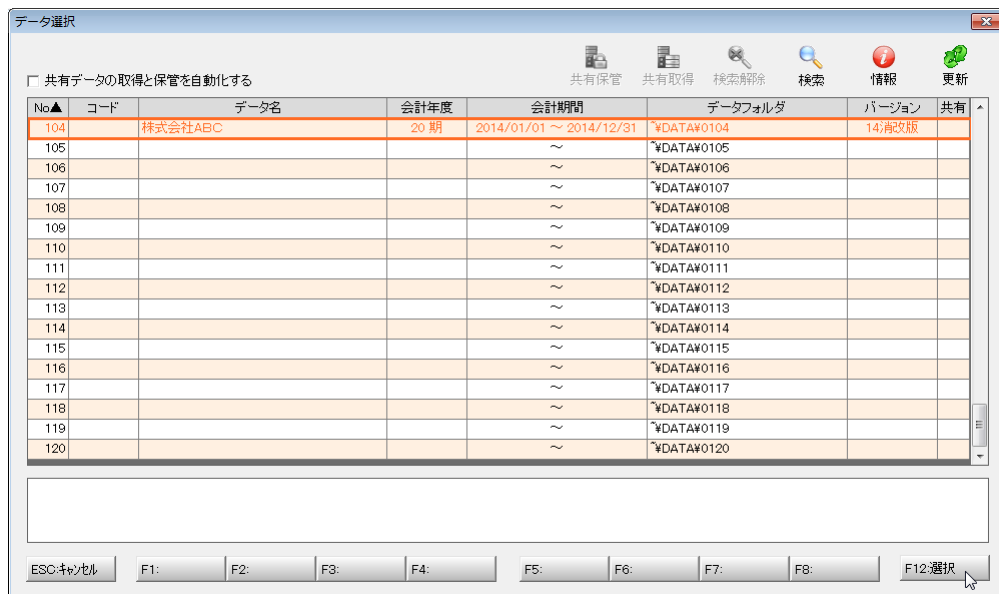 データ選択
共有データの取得と保管を自動化する
共有保管 共有取得 検索解除 検索 情報 更新
No▲ コード データ名 会計年度 会計期間 データフォルダ バージョン 共有
104 株式会社ABC 20 期 2014/01/01 ～ 2014/12/31 ~¥DATA¥0104 14消改版
105 ～ ~¥DATA¥0105
106 ～ ~¥DATA¥0106
107 ～ ~¥DATA¥0107
108 ～ ~¥DATA¥0108
109 ～ ~¥DATA¥0109
110 ～ ~¥DATA¥0110
111 ～ ~¥DATA¥0111
112 ～ ~¥DATA¥0112
113 ～ ~¥DATA¥0113
114 ～ ~¥DATA¥0114
115 ～ ~¥DATA¥0115
116 ～ ~¥DATA¥0116
117 ～ ~¥DATA¥0117
118 ～ ~¥DATA¥0118
119 ～ ~¥DATA¥0119
120 ～ ~¥DATA¥0120
ESC:ｷｬﾝｾﾙ F1: F2: F3: F4: F5: F6: F7: F8: F12:選択